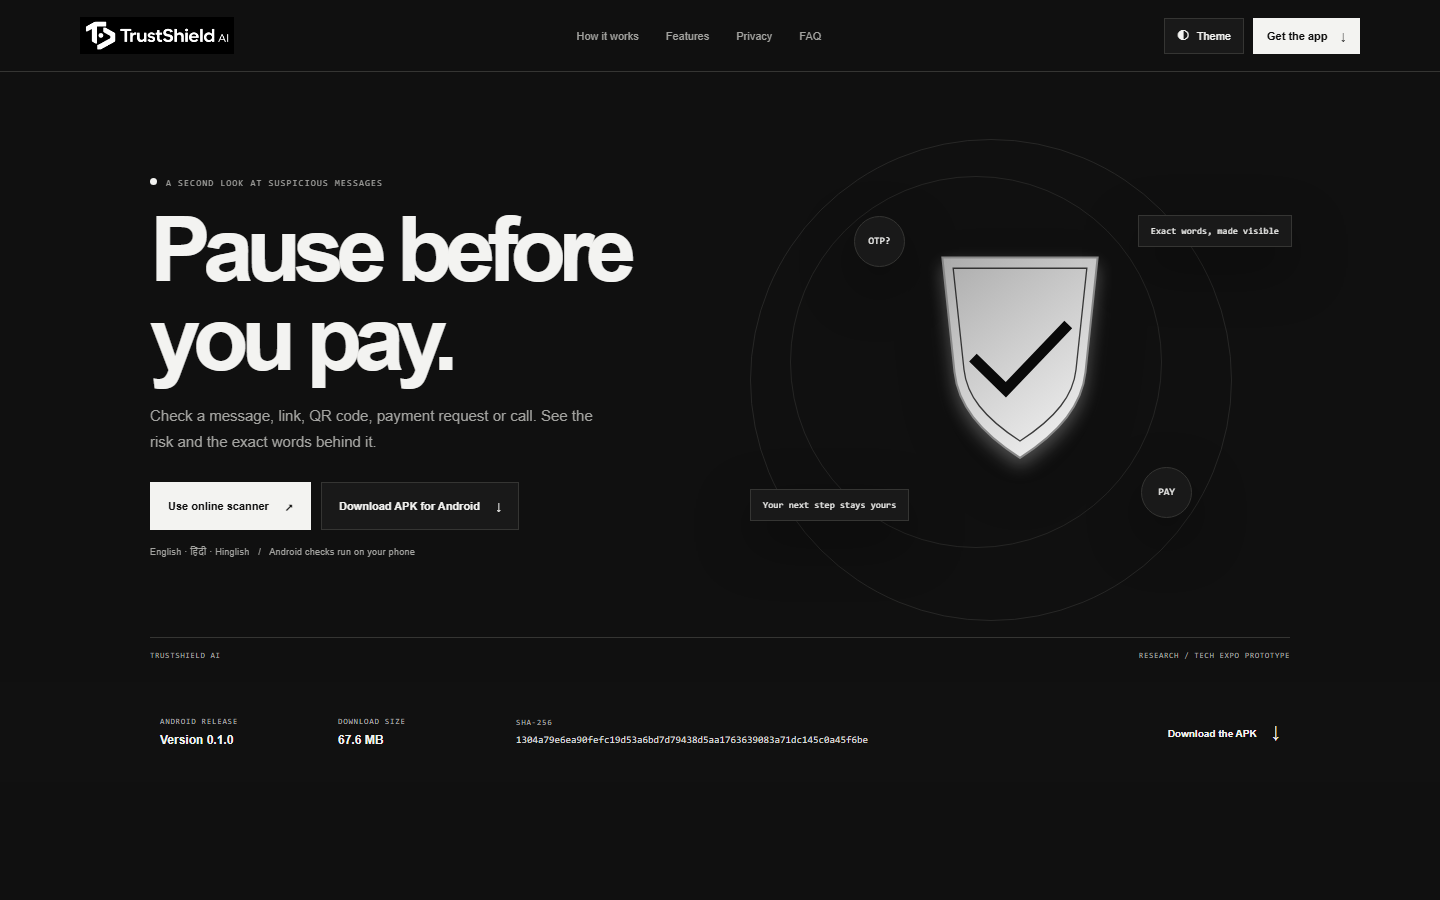 TrustShield AI
How it works
Features
Privacy
FAQ
Theme
Get the app ↓
A SECOND LOOK AT SUSPICIOUS MESSAGES
Pause before
you pay.
Check a message, link, QR code, payment request or call. See the
risk and the exact words behind it.
Use online scanner ↗
Download APK for Android ↓
English · हिंदी · Hinglish / Android checks run on your phone
OTP?
Exact words, made visible
Your next step stays yours
PAY
TRUSTSHIELD AI
RESEARCH / TECH EXPO PROTOTYPE
ANDROID RELEASE
Version 0.1.0
DOWNLOAD SIZE
67.6 MB
SHA-256
1304a79e6ea90fefc19d53a6bd7d79438d5aa1763639083a71dc145c0a45f6be
Download the APK ↓